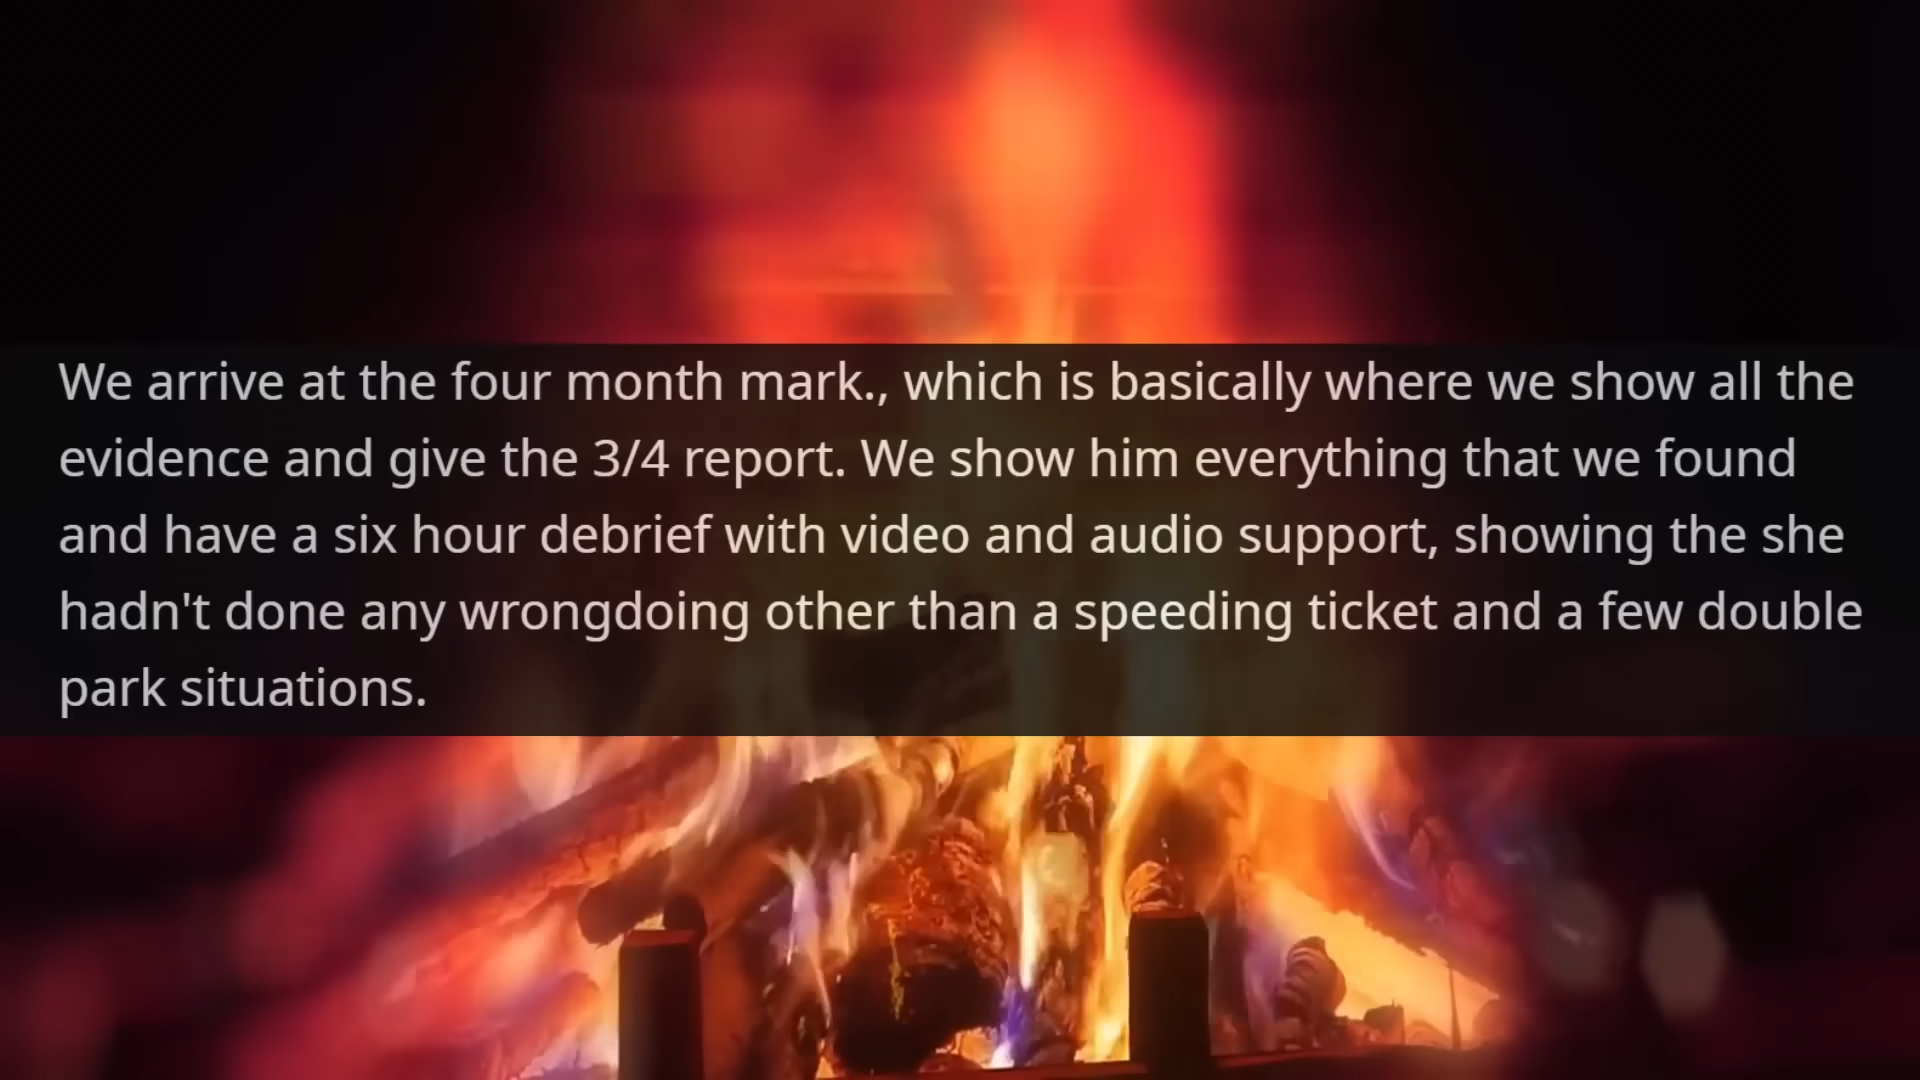 We arrive at the four month mark., which is basically where we show all the
evidence and give the 3/4 report. We show him everything that we found
and have a six hour debrief with video and audio support, showing the she
hadn't done any wrongdoing other than a speeding ticket and a few double
park situations.